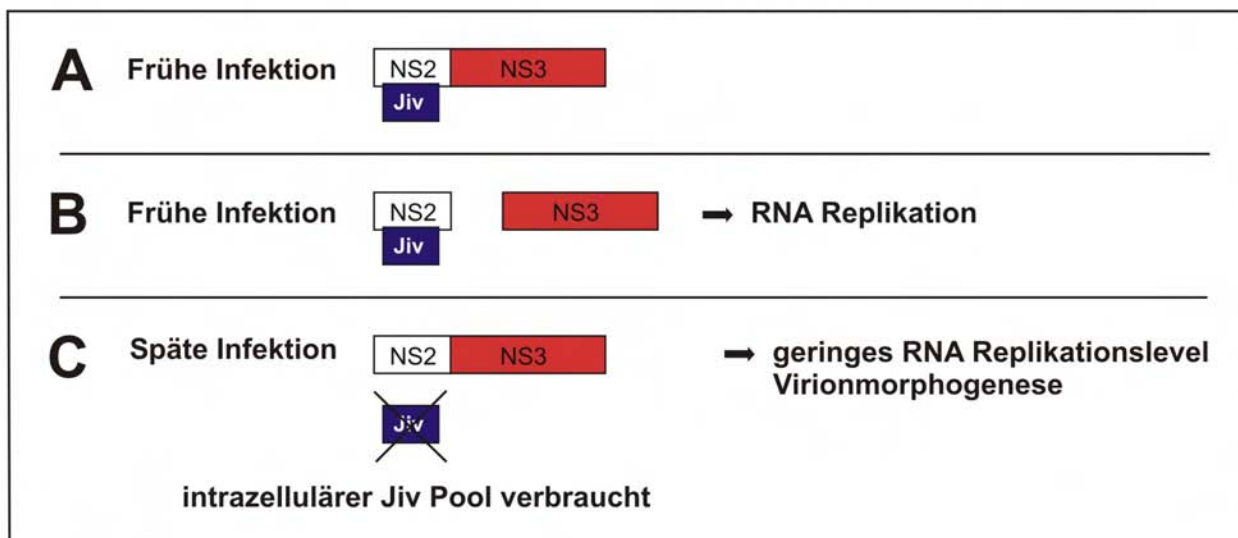 A Frühe Infektion NS2 NS3
Jiv
B Frühe Infektion NS2 NS3 ➞ RNA Replikation
Jiv
C Späte Infektion NS2 NS3 ➞ geringes RNA Replikationslevel
Virionmorphogenese
Jiv
intrazellulärer Jiv Pool verbraucht